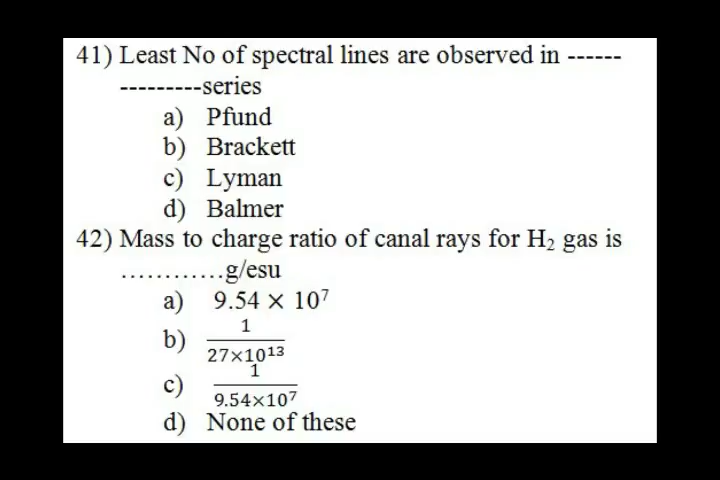 41) Least No of spectral lines are observed in ------
---------series
a) Pfund
b) Brackett
c) Lyman
d) Balmer
42) Mass to charge ratio of canal rays for H₂ gas is
............g/esu
a) 9.54 × 10⁷
b) 1/27×10¹³
c) 1/9.54×10⁷
d) None of these